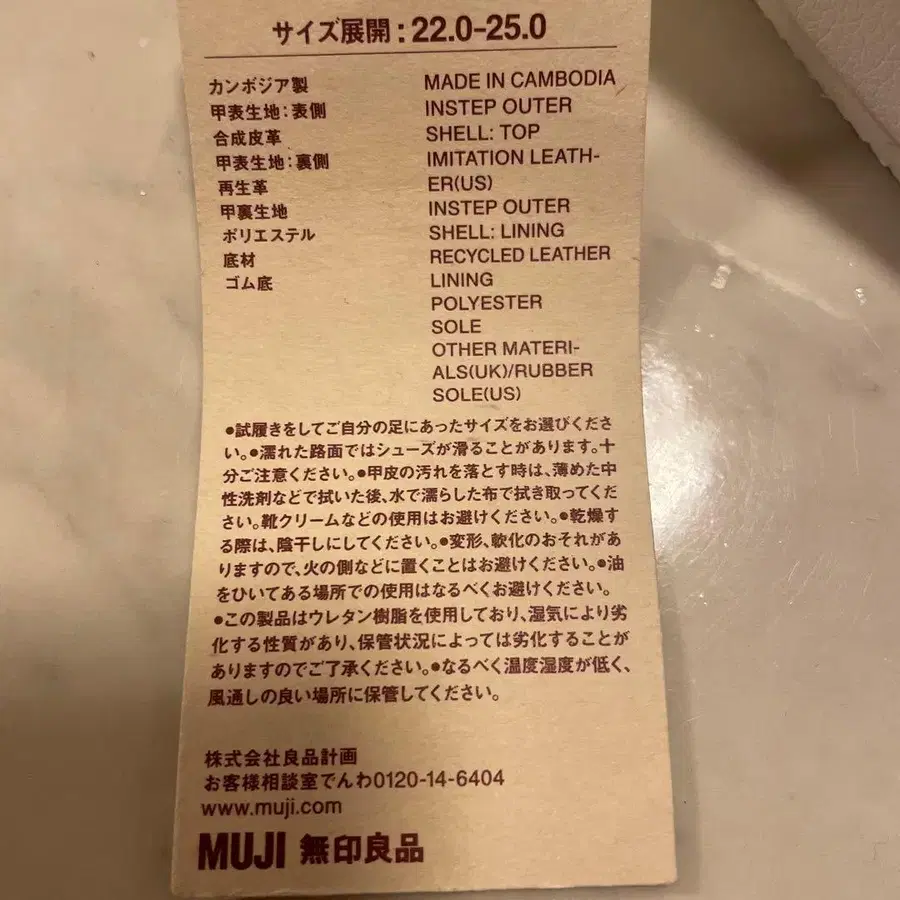 サイズ展開:22.0-25.0
カンボジア製
甲表生地:表側
合成皮革
甲表生地:裏側
再生革
甲裏生地
ポリエステル
底材
ゴム底
MADE IN CAMBODIA
INSTEP OUTER
SHELL: TOP
IMITATION LEATH-
ER(US)
INSTEP OUTER
SHELL: LINING
RECYCLED LEATHER
LINING
POLYESTER
SOLE
OTHER MATERI-
ALS(UK)/RUBBER
SOLE(US)
●試履きをしてご自分の足にあったサイズをお選びくださ
い。●濡れた路面ではシューズが滑ることがあります。十
分ご注意ください。●甲皮の汚れを落とす時は、薄めた中
性洗剤などで拭いた後、水で濡らした布で拭き取ってくだ
さい。靴クリームなどの使用はお避けください。●乾燥す
る際は、陰干しにしてください。●変形、軟化のおそれがあ
りますので、火の側などに置くことはお避けください。●油
をひいてある場所での使用はなるべくお避けください。
●この製品はウレタン樹脂を使用しており、湿気により劣
化する性質があり、保管状況によっては劣化することが
ありますのでご了承ください。●なるべく温度湿度が低く、
風通しの良い場所に保管してください。
株式会社良品計画
お客様相談室でんわ0120-14-6404
www.muji.com
MUJI 無印良品